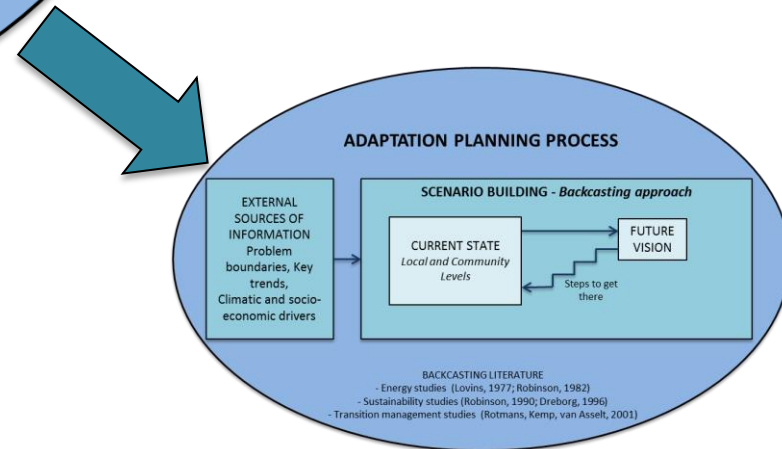 ADAPTATION PLANNING PROCESS
EXTERNAL
SOURCES OF
INFORMATION
Problem
boundaries, Key
trends,
Climatic and socio-
economic drivers
SCENARIO BUILDING - Backcasting approach
CURRENT STATE
Local and Community
Levels
FUTURE
VISION
Steps to get
there
BACKCASTING LITERATURE
- Energy studies (Lovins, 1977; Robinson, 1982)
- Sustainability studies (Robinson, 1990; Dreborg, 1996)
- Transition management studies (Rotmans, Kemp, van Asselt, 2001)